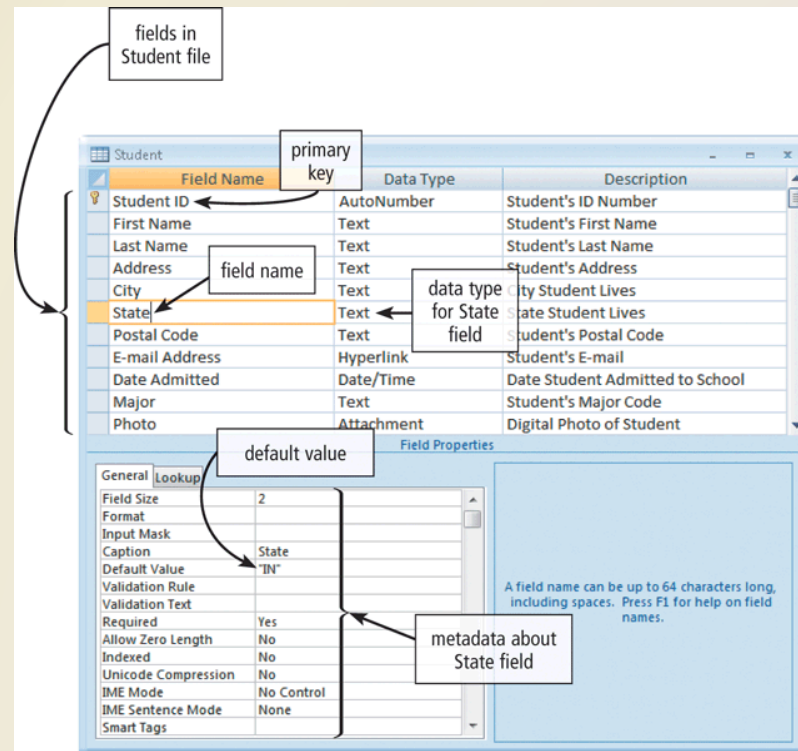 fields in
Student file
Student
primary
key
Field Name Data Type Description
Student ID AutoNumber Student's ID Number
First Name Text Student's First Name
Last Name Text Student's Last Name
Address Text Student's Address
field name
City Text City Student Lives
data type
for State
field
State Text State Student Lives
Postal Code Text Student's Postal Code
E-mail Address Hyperlink Student's E-mail
Date Admitted Date/Time Date Student Admitted to School
Major Text Student's Major Code
Photo Attachment Digital Photo of Student
default value
Field Properties
General Lookup
Field Size 2
Format
Input Mask
Caption State
Default Value "IN"
Validation Rule
Validation Text
Required Yes
Allow Zero Length No
Indexed No
Unicode Compression No
IME Mode No Control
IME Sentence Mode None
Smart Tags
metadata about
State field
A field name can be up to 64 characters long,
including spaces. Press F1 for help on field
names.